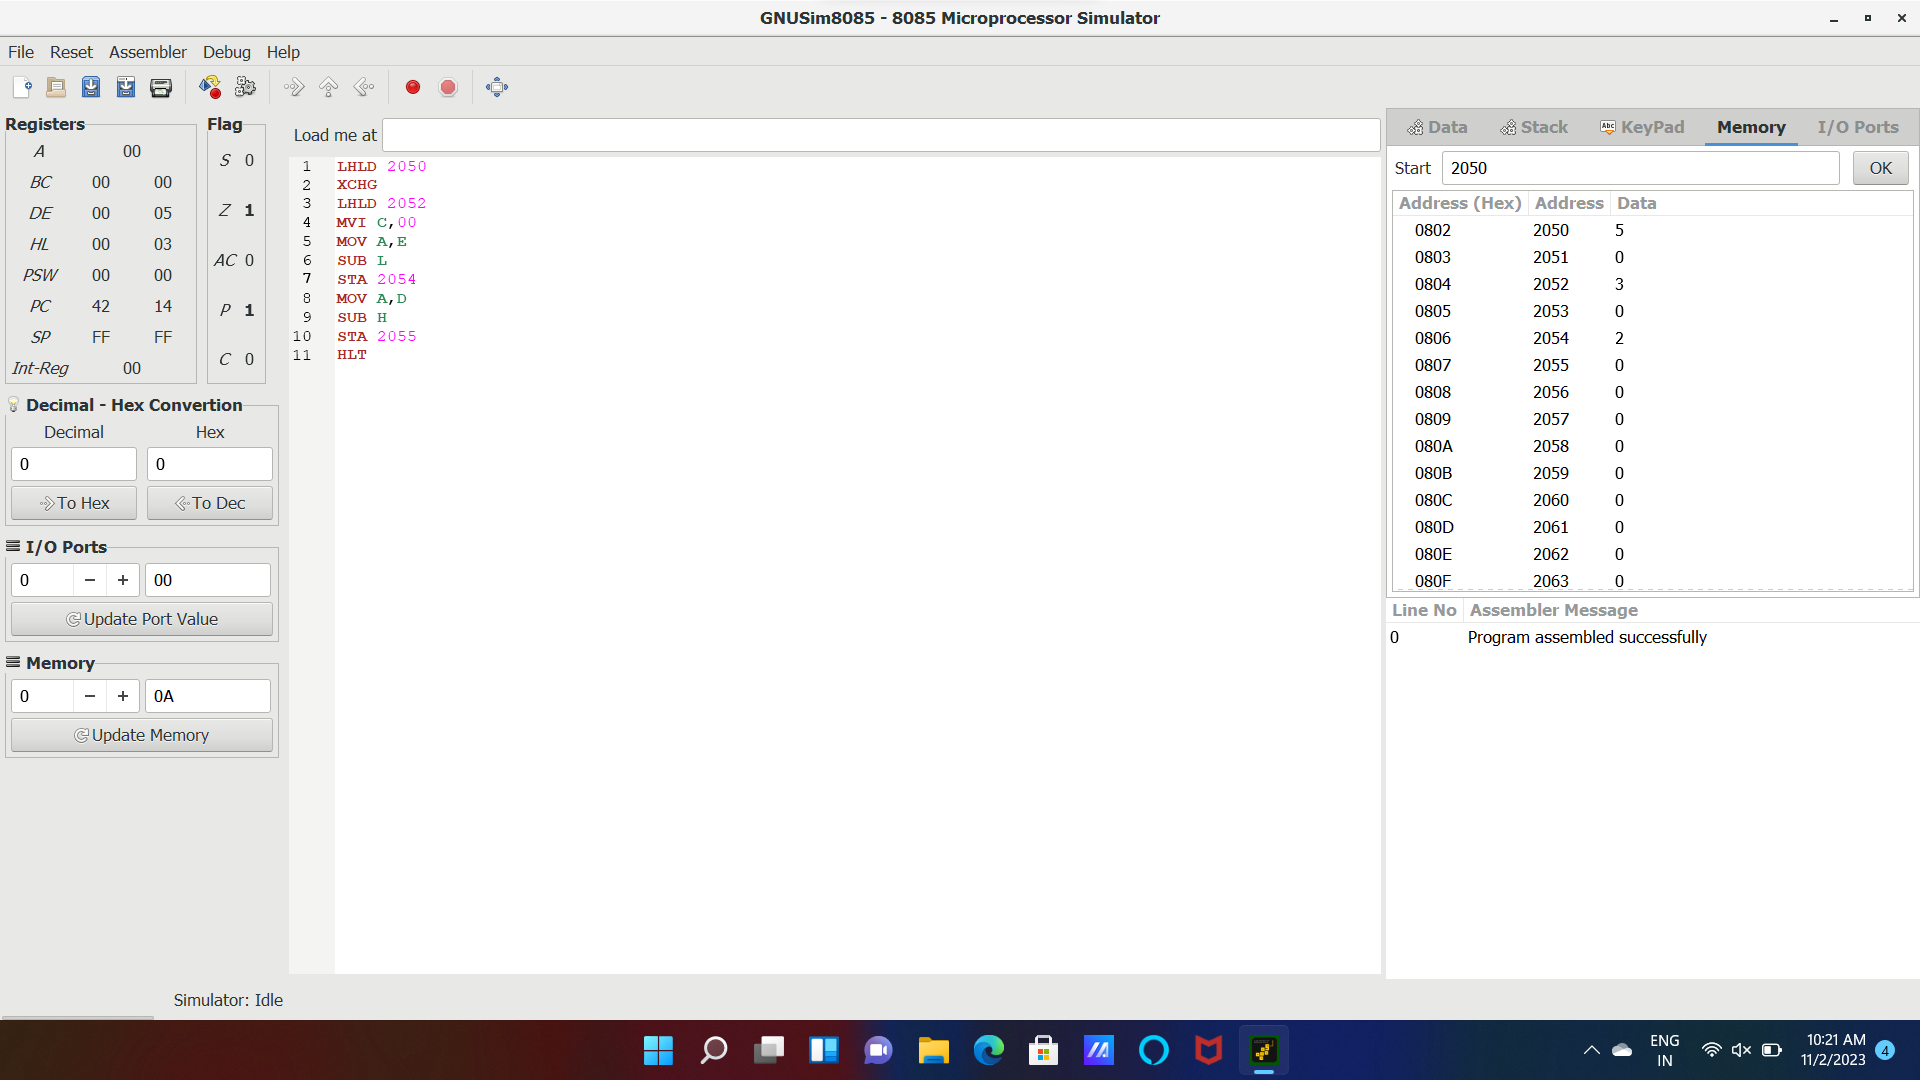 GNUSim8085 - 8085 Microprocessor Simulator
File Reset Assembler Debug Help
Registers
A 00
BC 00 00
DE 00 05
HL 00 03
PSW 00 00
PC 42 14
SP FF FF
Int-Reg 00
Flag
S 0
Z 1
AC 0
P 1
C 0
Decimal - Hex Convertion
Decimal Hex
0 0
To Hex To Dec
I/O Ports
0 − + 00
Update Port Value
Memory
0 − + 0A
Update Memory
Load me at
1 LHLD 2050
2 XCHG
3 LHLD 2052
4 MVI C,00
5 MOV A,E
6 SUB L
7 STA 2054
8 MOV A,D
9 SUB H
10 STA 2055
11 HLT
Data Stack Abc KeyPad Memory I/O Ports
Start 2050 OK
Address (Hex) Address Data
0802 2050 5
0803 2051 0
0804 2052 3
0805 2053 0
0806 2054 2
0807 2055 0
0808 2056 0
0809 2057 0
080A 2058 0
080B 2059 0
080C 2060 0
080D 2061 0
080E 2062 0
080F 2063 0
Line No Assembler Message
0 Program assembled successfully
Simulator: Idle
ENG
IN
10:21 AM
11/2/2023
4